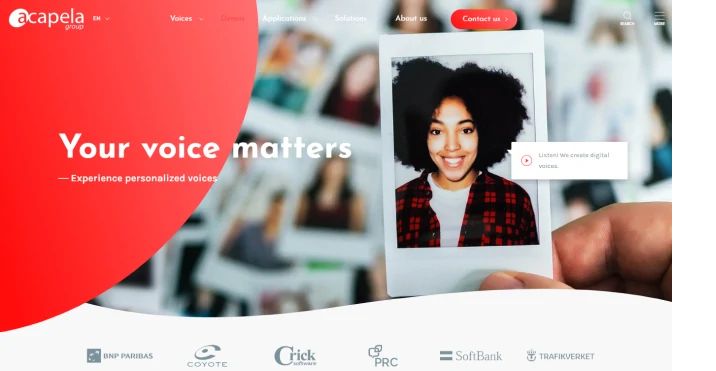 acapela
group
EN
Voices
Demos
Applications
Solutions
About us
Contact us
SEARCH
MORE
Your voice matters
— Experience personalized voices
Listen! We create digital
voices.
BNP PARIBAS
COYOTE
Crick
software
PRC
SoftBank
TRAFIKVERKET